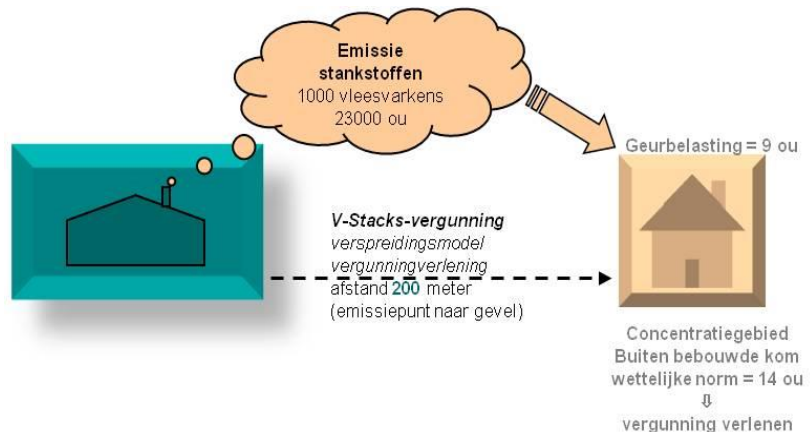 Emissie
stankstoffen
1000 vleesvarkens
23000 ou
Geurbelasting = 9 ou
V-Stacks-vergunning
verspreidingsmodel
vergunningverlening
afstand 200 meter
(emissiepunt naar gevel)
Concentratiegebied
Buiten bebouwde kom
wettelijke norm = 14 ou
⇩
vergunning verlenen